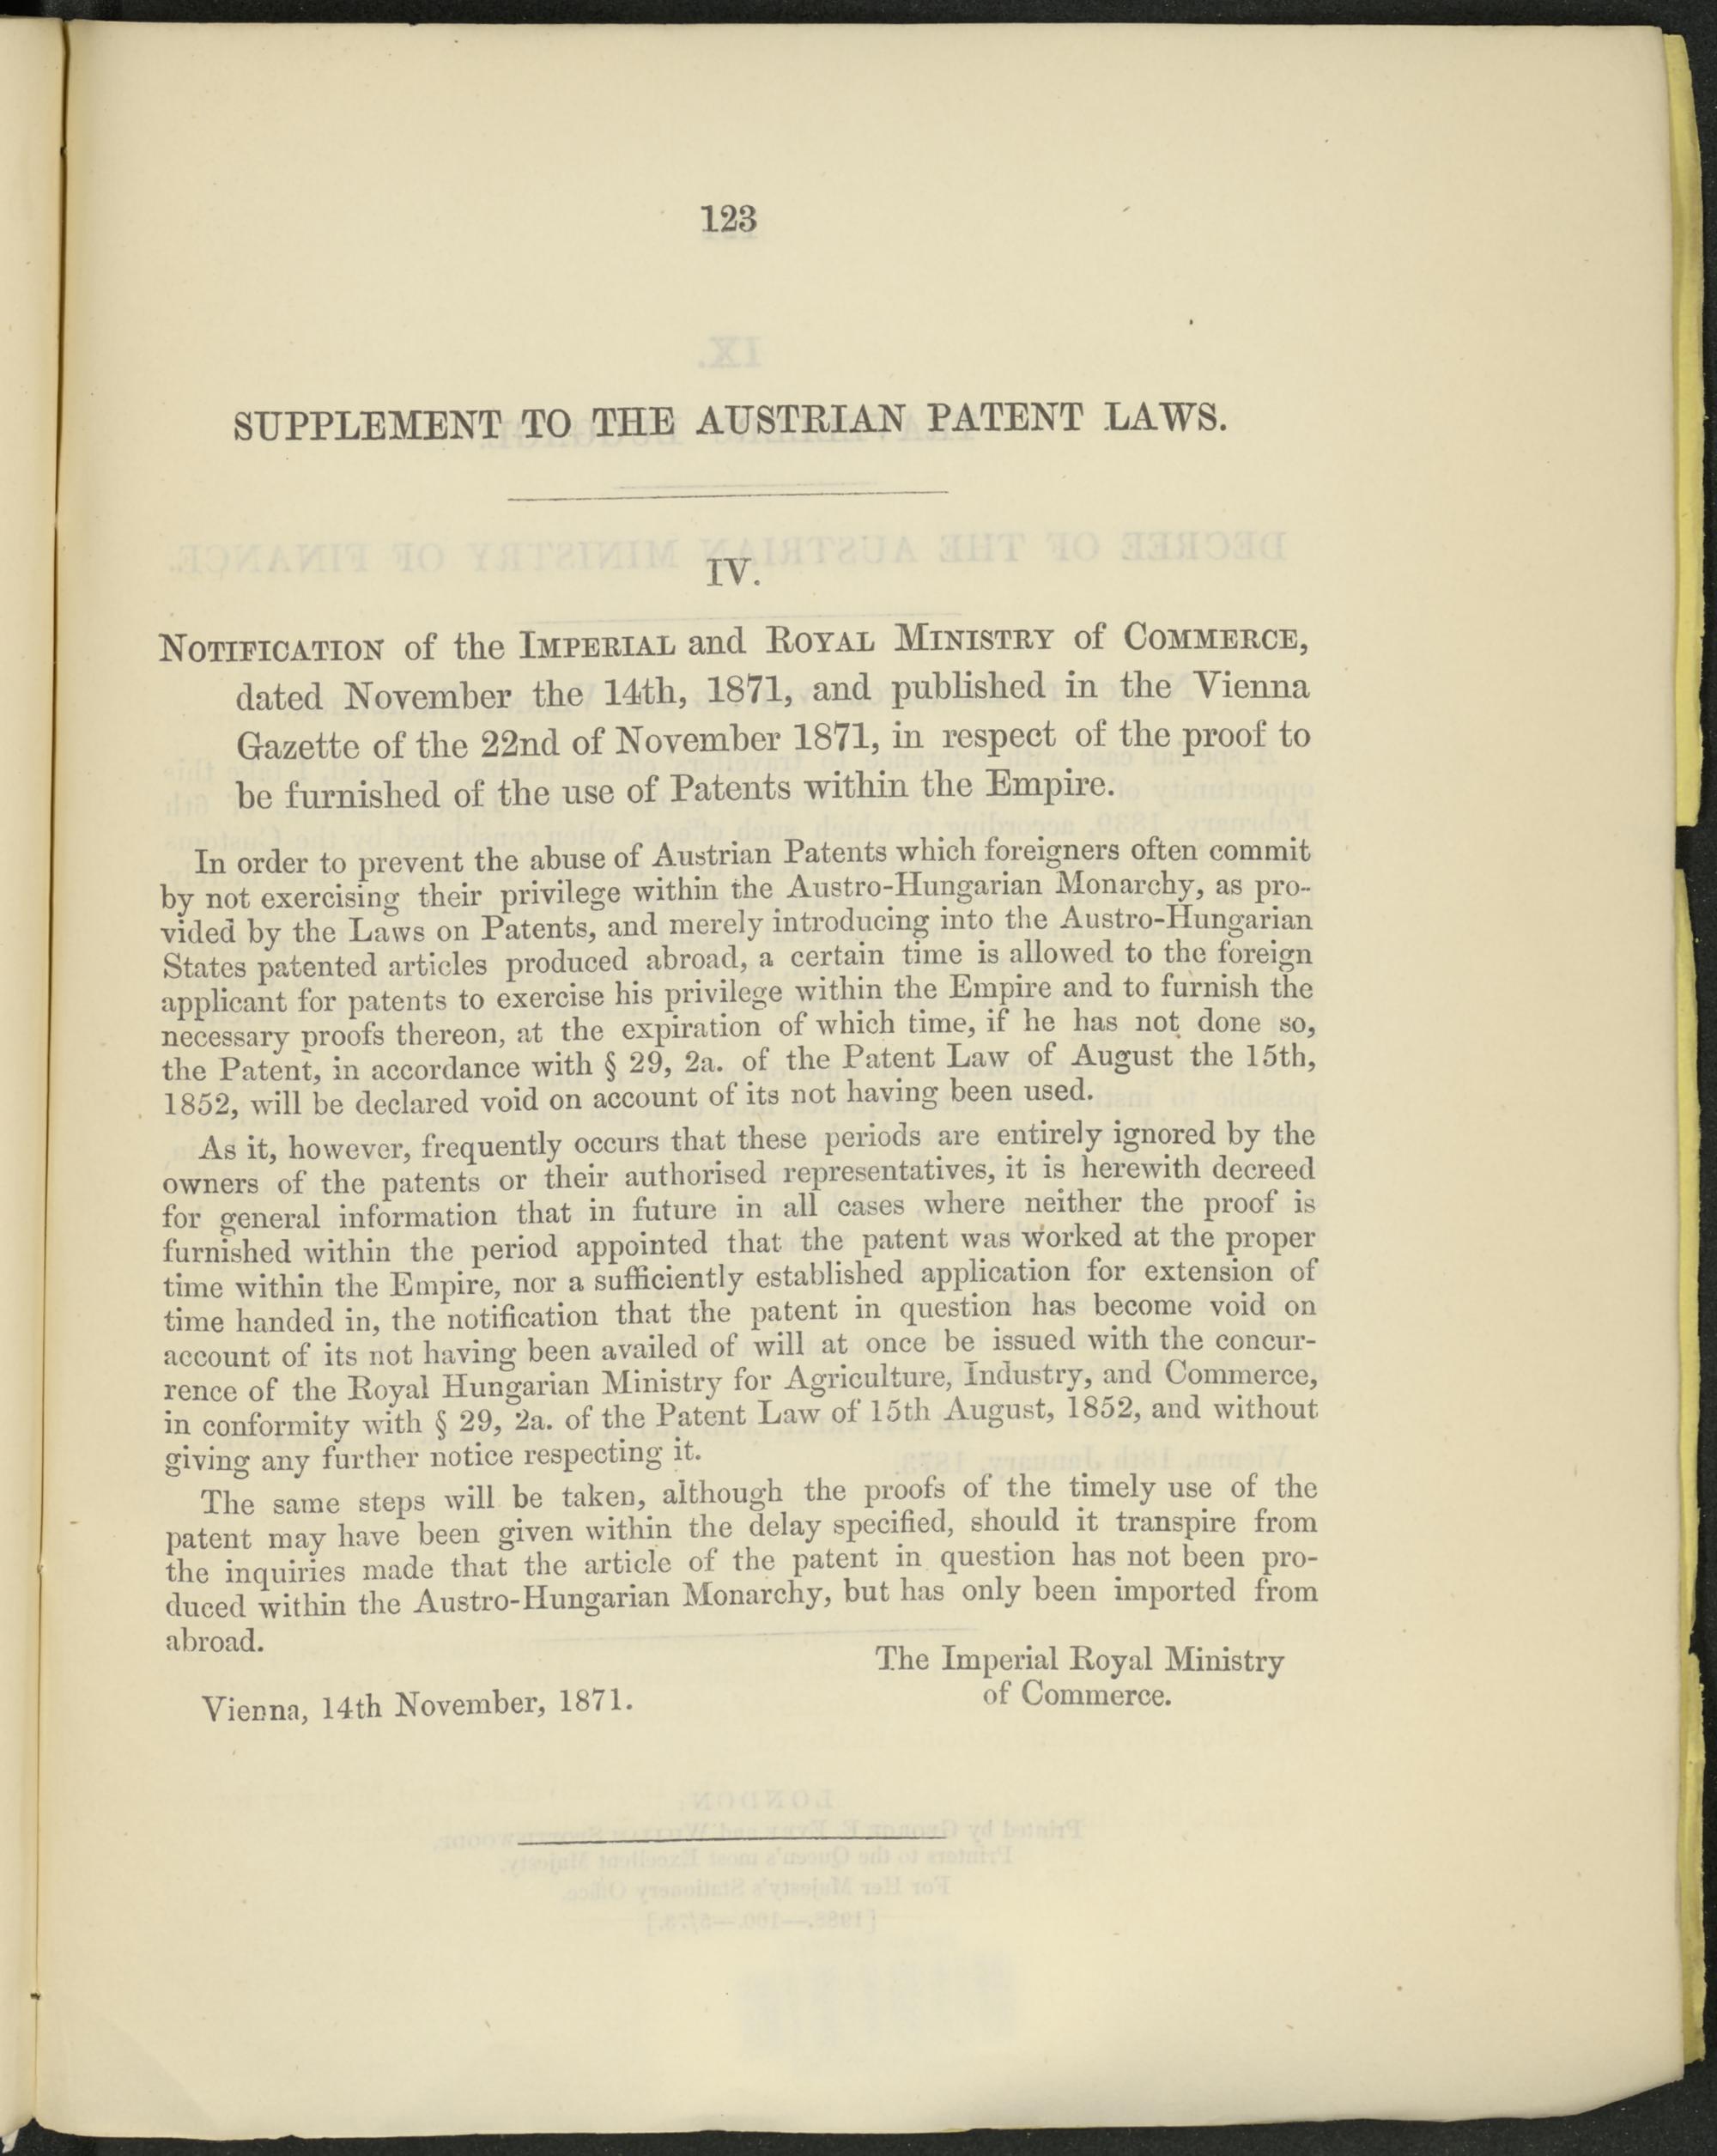 123
SUPPLEMENT TO THE AUSTRIAN PATENT LAWS.
IV.
NOTIFICATION of the IMPERIAL and ROYAL MINISTRY of COMMERCE,
dated November the 14th, 1871, and published in the Vienna
Gazette of the 22nd of November 1871, in respect of the proof to
be furnished of the use of Patents within the Empire.
In order to prevent the abuse of Austrian Patents which foreigners often commit
by not exercising their privilege within the Austro-Hungarian Monarchy, as pro-
vided by the Laws on Patents, and merely introducing into the Austro-Hungarian
States patented articles produced abroad, a certain time is allowed to the foreign
applicant for patents to exercise his privilege within the Empire and to furnish the
necessary proofs thereon, at the expiration of which time, if he has not done so,
the Patent, in accordance with § 29, 2a. of the Patent Law of August the 15th,
1852, will be declared void on account of its not having been used.
As it, however, frequently occurs that these periods are entirely ignored by the
owners of the patents or their authorised representatives, it is herewith decreed
for general information that in future in all cases where neither the proof is
furnished within the period appointed that the patent was worked at the proper
time within the Empire, nor a sufficiently established application for extension of
time handed in, the notification that the patent in question has become void on
account of its not having been availed of will at once be issued with the concur-
rence of the Royal Hungarian Ministry for Agriculture, Industry, and Commerce,
in conformity with § 29, 2a. of the Patent Law of 15th August, 1852, and without
giving any further notice respecting it.
The same steps will be taken, although the proofs of the timely use of the
patent may have been given within the delay specified, should it transpire from
the inquiries made that the article of the patent in question has not been pro-
duced within the Austro-Hungarian Monarchy, but has only been imported from
abroad.
The Imperial Royal Ministry
of Commerce.
Vienna, 14th November, 1871.